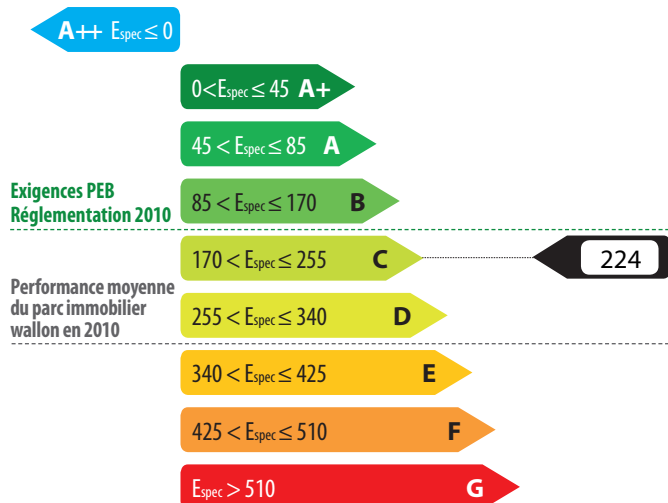 A++ Espec ≤ 0
0<Espec ≤ 45 A+
45 < Espec ≤ 85 A
Exigences PEB
Réglementation 2010
85 < Espec ≤ 170 B
170 < Espec ≤ 255 C
224
Performance moyenne
du parc immobilier
wallon en 2010
255 < Espec ≤ 340 D
340 < Espec ≤ 425 E
425 < Espec ≤ 510 F
Espec > 510 G